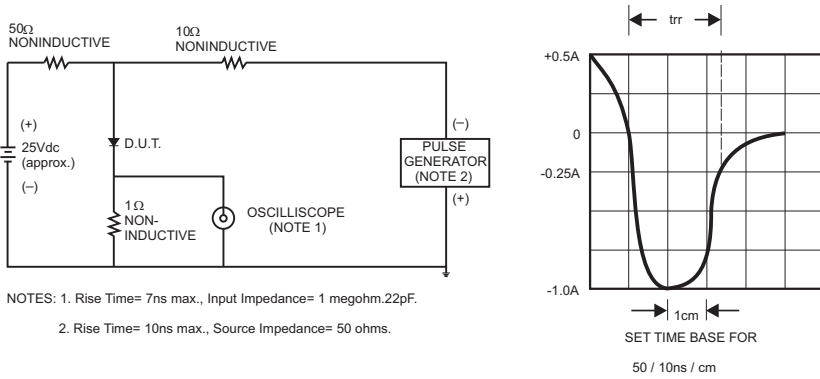 50Ω
NONINDUCTIVE
10Ω
NONINDUCTIVE
(+)
25Vdc
(approx.)
(–)
D.U.T.
1Ω
NON-
INDUCTIVE
OSCILLISCOPE
(NOTE 1)
(–)
PULSE
GENERATOR
(NOTE 2)
(+)
NOTES: 1. Rise Time= 7ns max., Input Impedance= 1 megohm.22pF.
2. Rise Time= 10ns max., Source Impedance= 50 ohms.
trr
+0.5A
0
-0.25A
-1.0A
1cm
SET TIME BASE FOR
50 / 10ns / cm